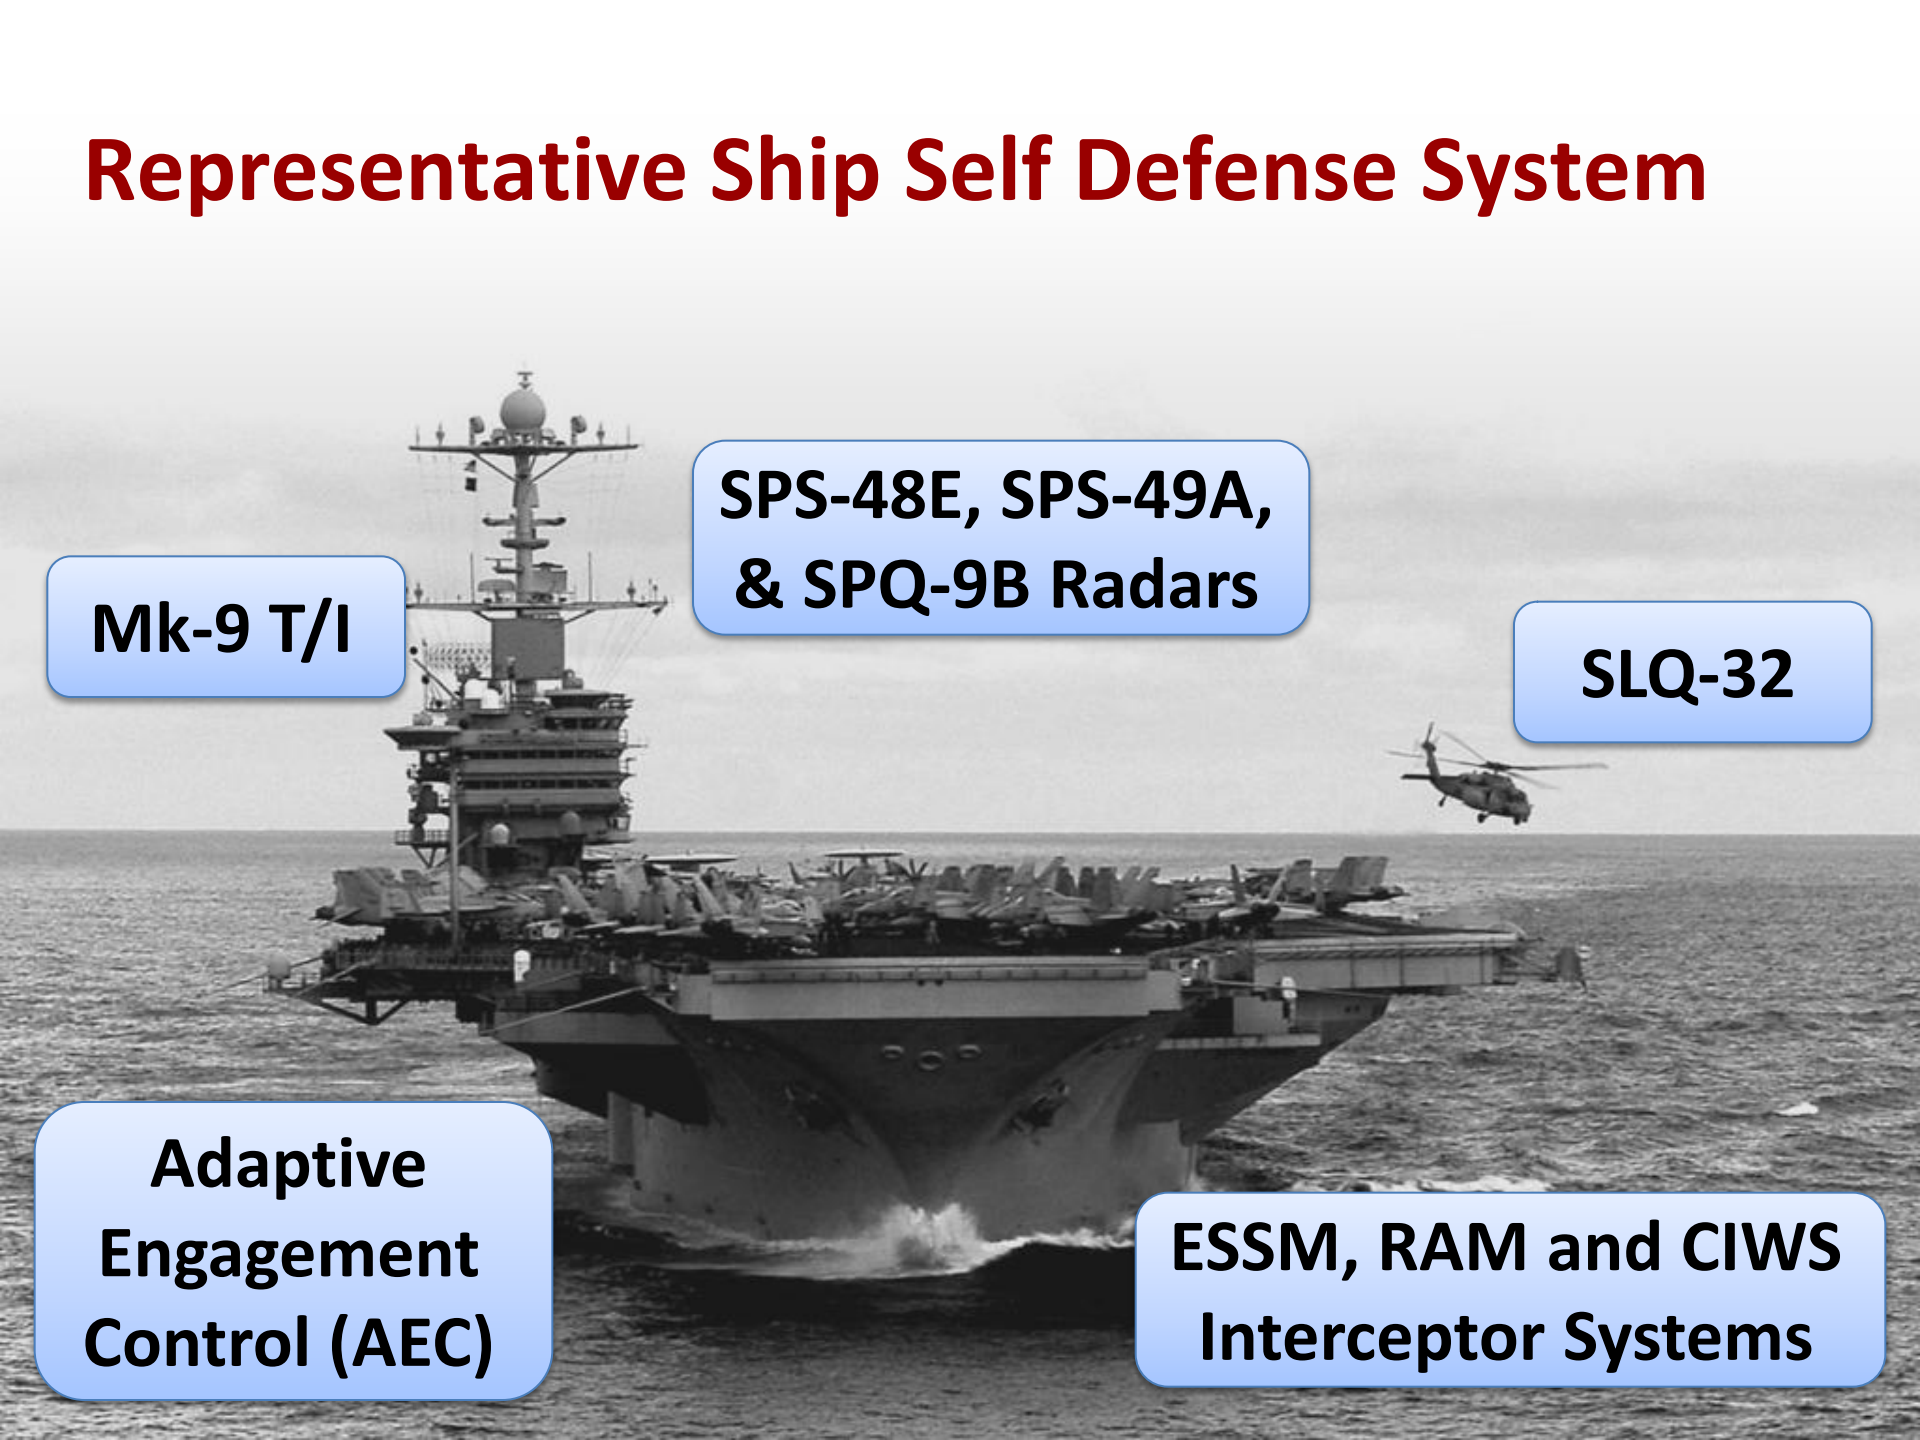 Representative Ship Self Defense System
SPS-48E, SPS-49A,
& SPQ-9B Radars
Mk-9 T/I
SLQ-32
Adaptive
Engagement
Control (AEC)
ESSM, RAM and CIWS
Interceptor Systems